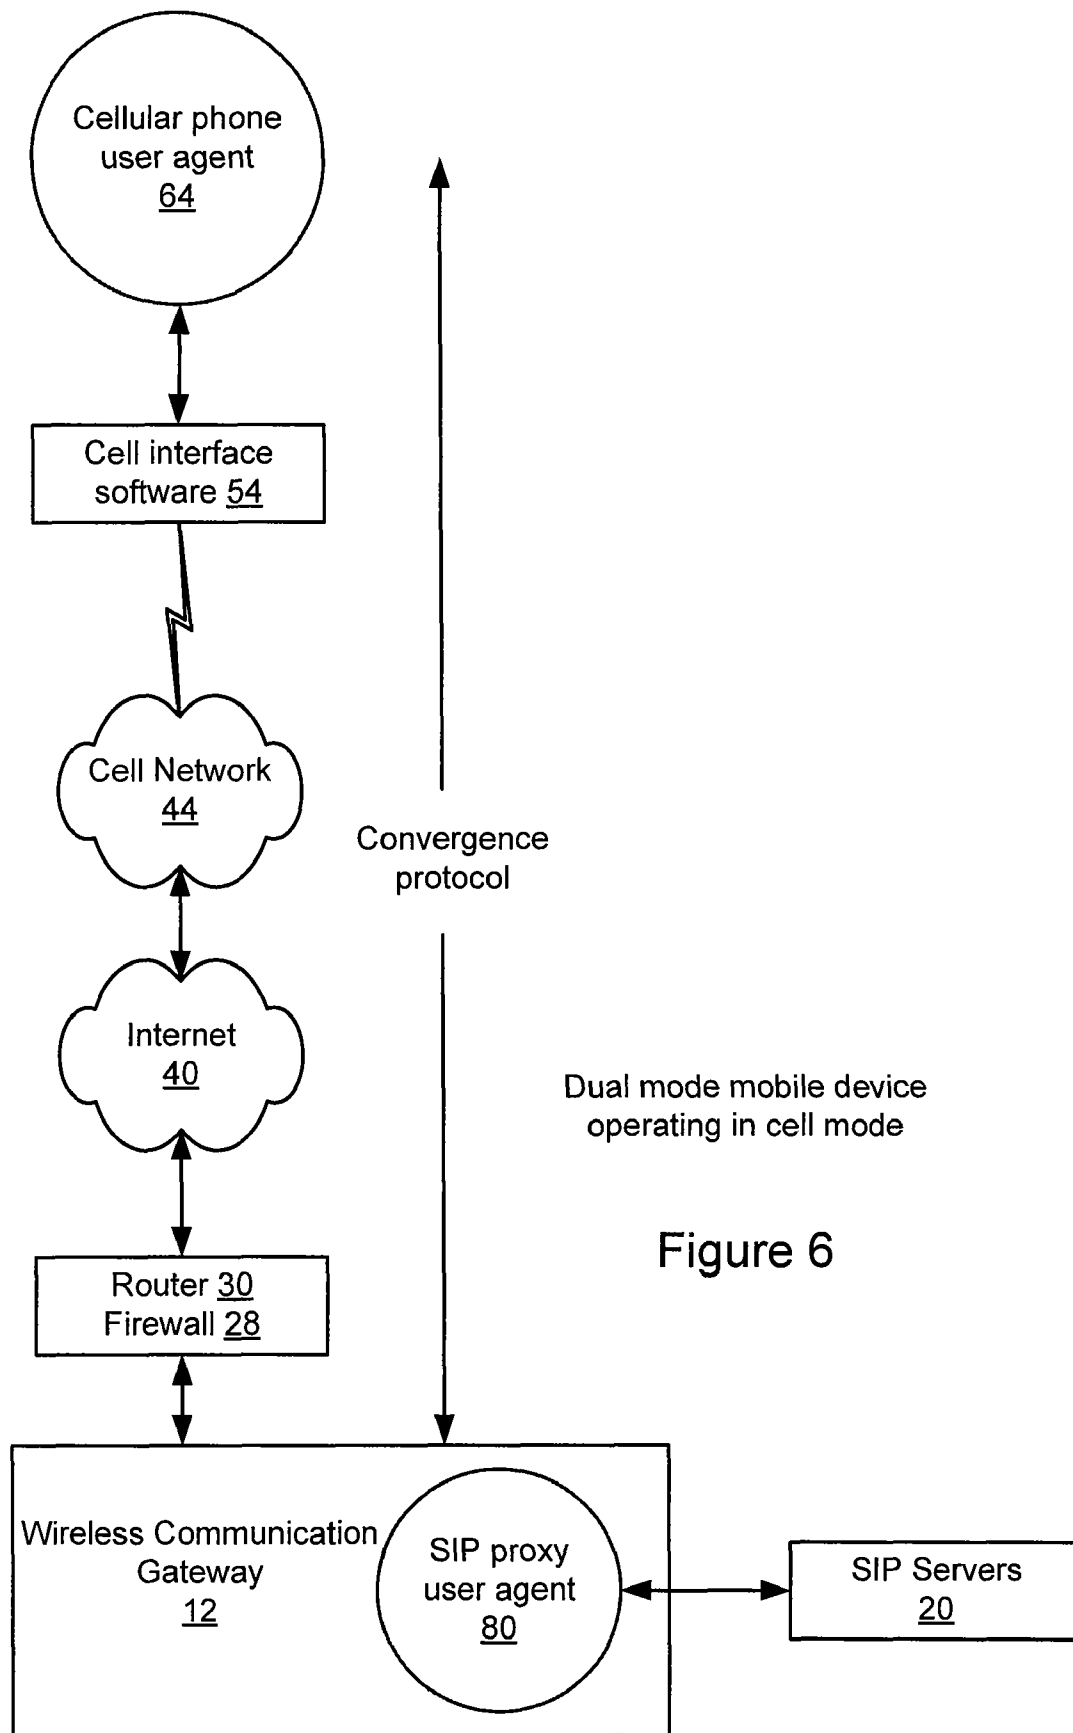 Cellular phone
user agent
64
Cell interface
software 54
Cell Network
44
Convergence
protocol
Internet
40
Dual mode mobile device
operating in cell mode
Figure 6
Router 30
Firewall 28
Wireless Communication
Gateway
12
SIP proxy
user agent
80
SIP Servers
20